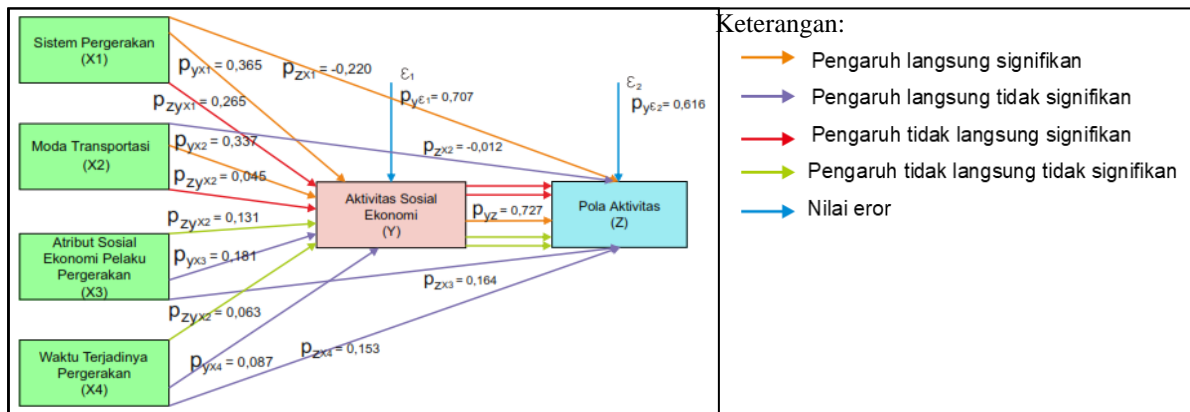 Sistem Pergerakan
(X1)
pyx1 = 0,365
pzx1 = -0,220
pzyx1 = 0,265
ε1
pyε1 = 0,707
ε2
pyε2 = 0,616
Moda Transportasi
(X2)
pyx2 = 0,337
pzx2 = -0,012
pzyx2 = 0,045
Aktivitas Sosial
Ekonomi
(Y)
pyz = 0,727
Pola Aktivitas
(Z)
pzyx2 = 0,131
Atribut Sosial
Ekonomi Pelaku
Pergerakan
(X3)
pyx3 = 0,181
pzx3 = 0,164
pzyx2 = 0,063
Waktu Terjadinya
Pergerakan
(X4)
pyx4 = 0,087
pzx4 = 0,153
Keterangan:
Pengaruh langsung signifikan
Pengaruh langsung tidak signifikan
Pengaruh tidak langsung signifikan
Pengaruh tidak langsung tidak signifikan
Nilai eror